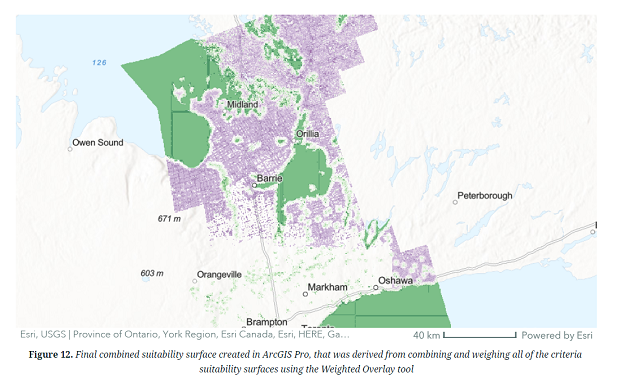 126
Midland
Orillia
Owen Sound
Barrie
Peterborough
671 m
603 m
Orangeville
Oshawa
Markham
Brampton
Esri, USGS | Province of Ontario, York Region, Esri Canada, Esri, HERE, Ga...
40 km
Powered by Esri
Figure 12. Final combined suitability surface created in ArcGIS Pro, that was derived from combining and weighing all of the criteria
suitability surfaces using the Weighted Overlay tool